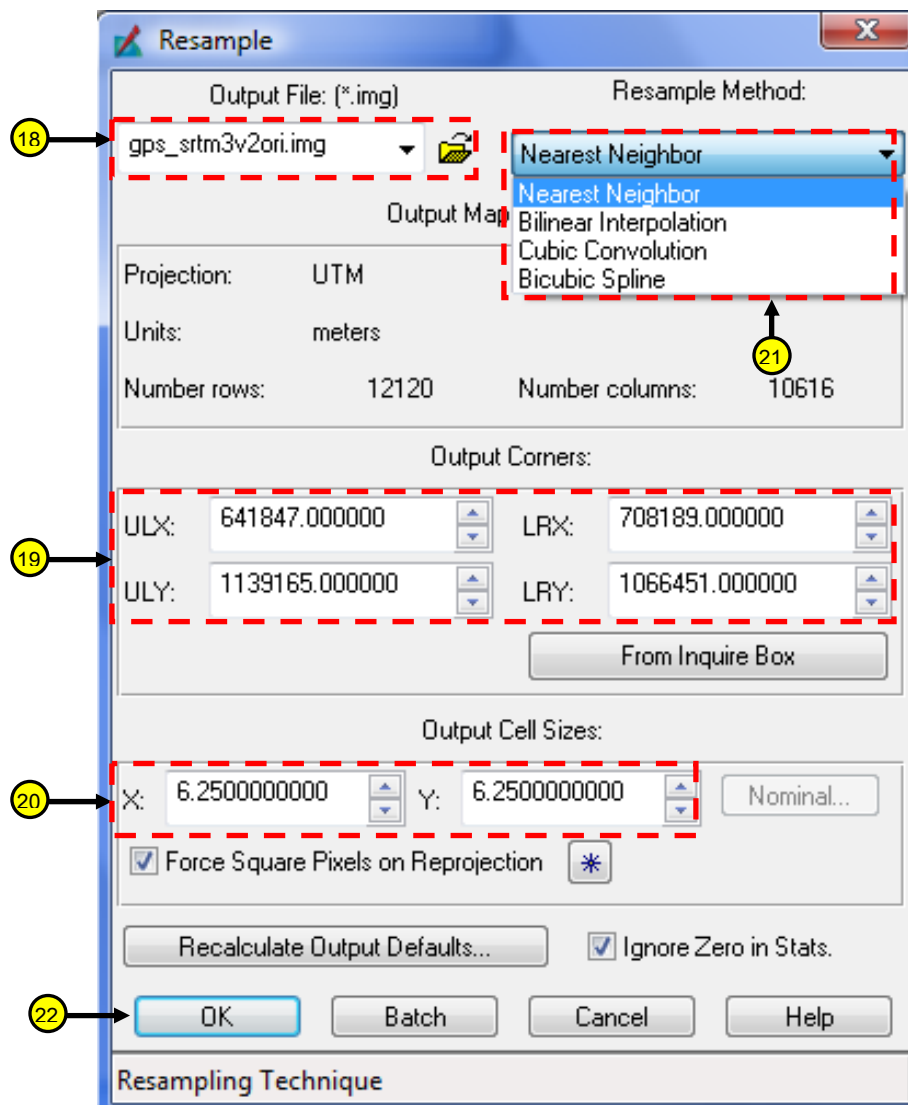 Resample
Output File: (*.img)
Resample Method:
18
gps_srtm3v2ori.img
Nearest Neighbor
Nearest Neighbor
Bilinear Interpolation
Cubic Convolution
Bicubic Spline
Output Map
Projection: UTM
Units: meters
21
Number rows: 12120 Number columns: 10616
Output Corners:
19
ULX: 641847.000000 LRX: 708189.000000
ULY: 1139165.000000 LRY: 1066451.000000
From Inquire Box
Output Cell Sizes:
20
X: 6.2500000000 Y: 6.2500000000 Nominal...
Force Square Pixels on Reprojection
Recalculate Output Defaults... Ignore Zero in Stats.
22
OK Batch Cancel Help
Resampling Technique